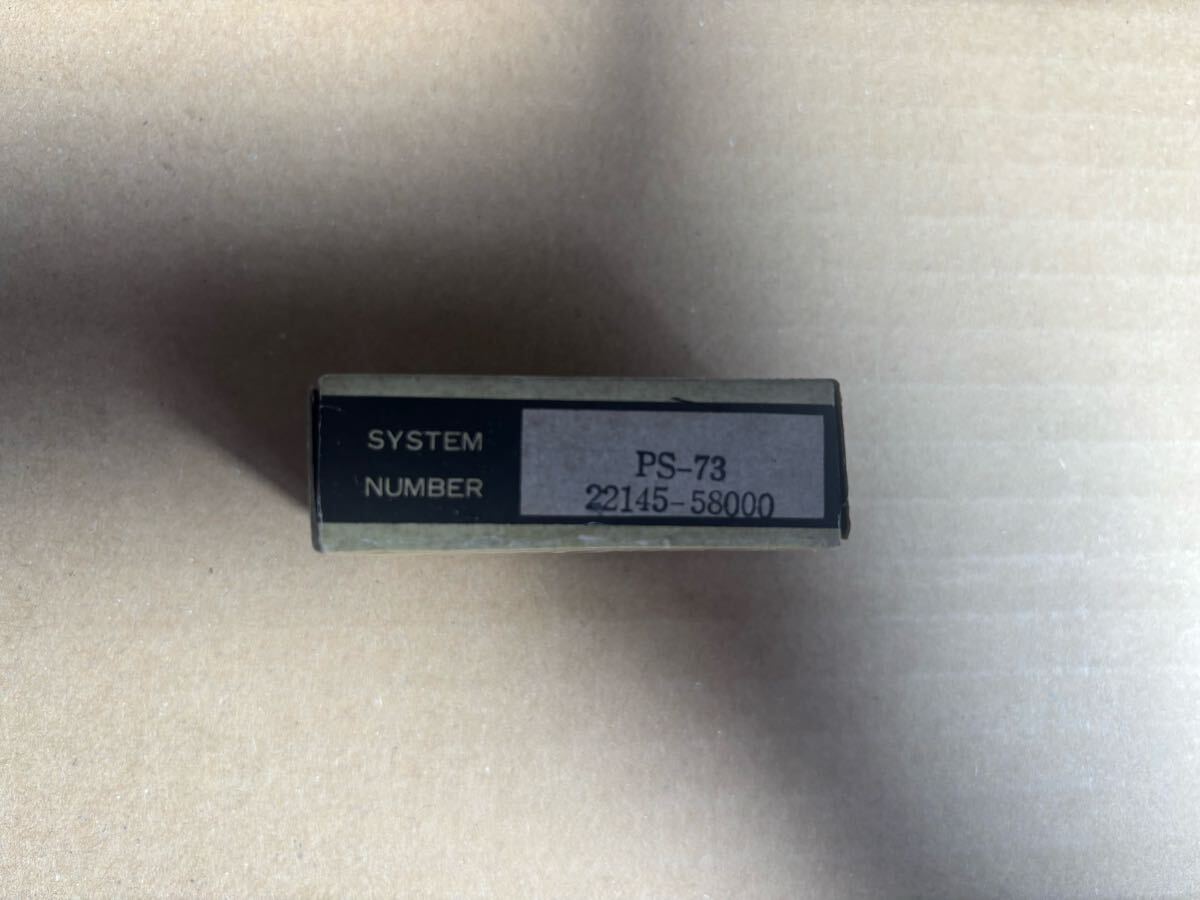 SYSTEM
NUMBER
PS-73
22145-58000